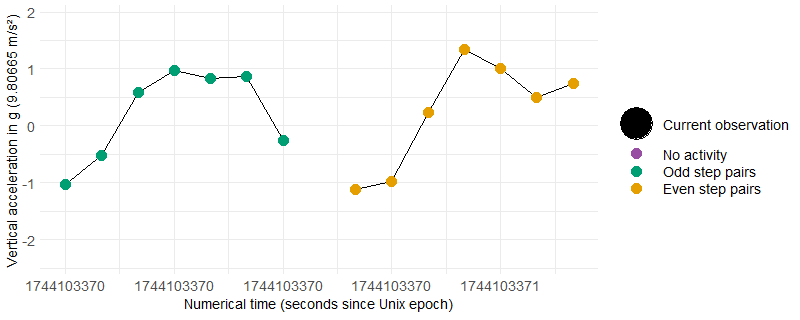 Vertical acceleration in g (9.80665 m/s²)
2
1
0
-1
-2
1744103370 1744103370 1744103370 1744103370 1744103371
Numerical time (seconds since Unix epoch)
Current observation
No activity
Odd step pairs
Even step pairs